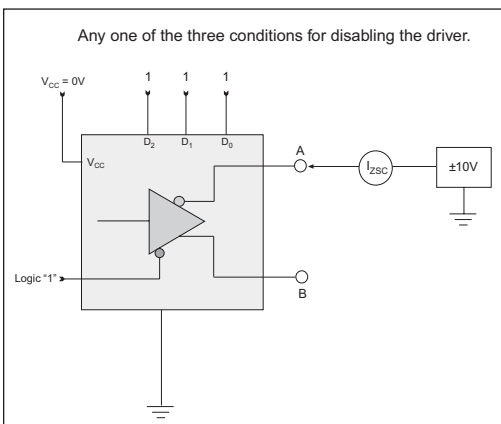 Any one of the three conditions for disabling the driver.
V_CC = 0V
1 1 1
D_2 D_1 D_0
V_CC
A
I_ZSC
±10V
Logic “1”
B